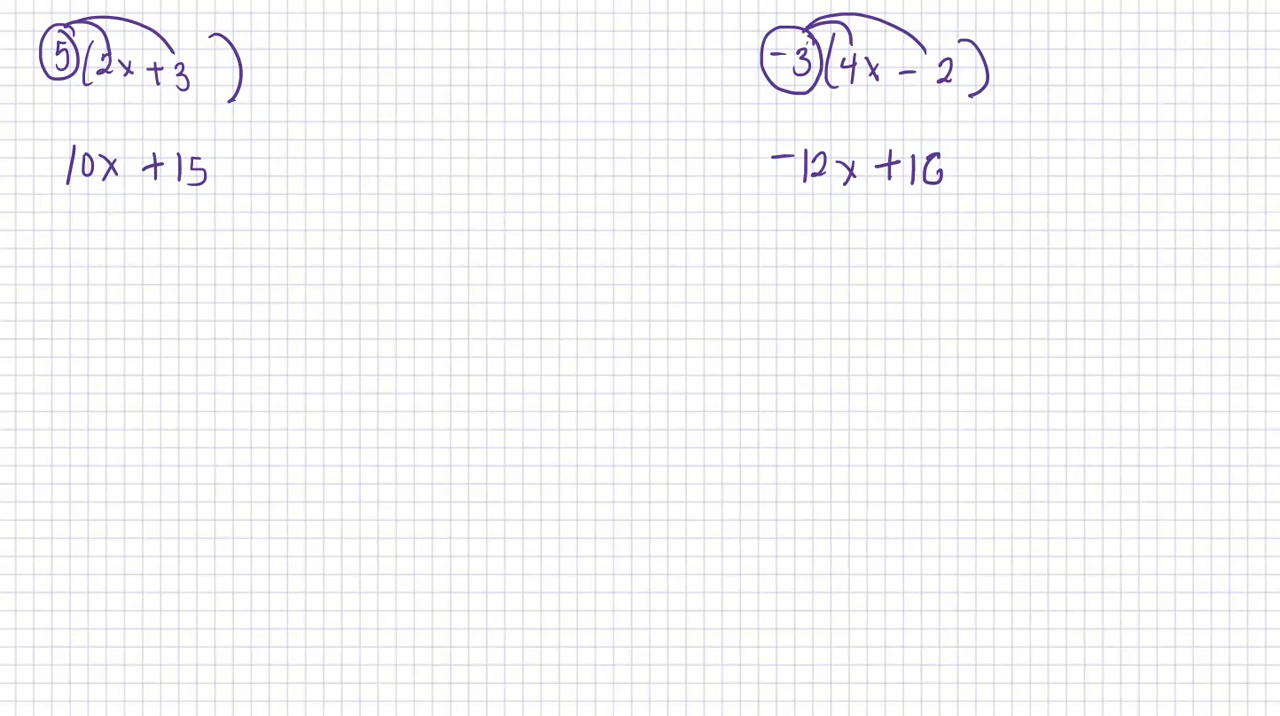 5(2x + 3 )
10x + 15
-3(4x - 2)
-12x + 16